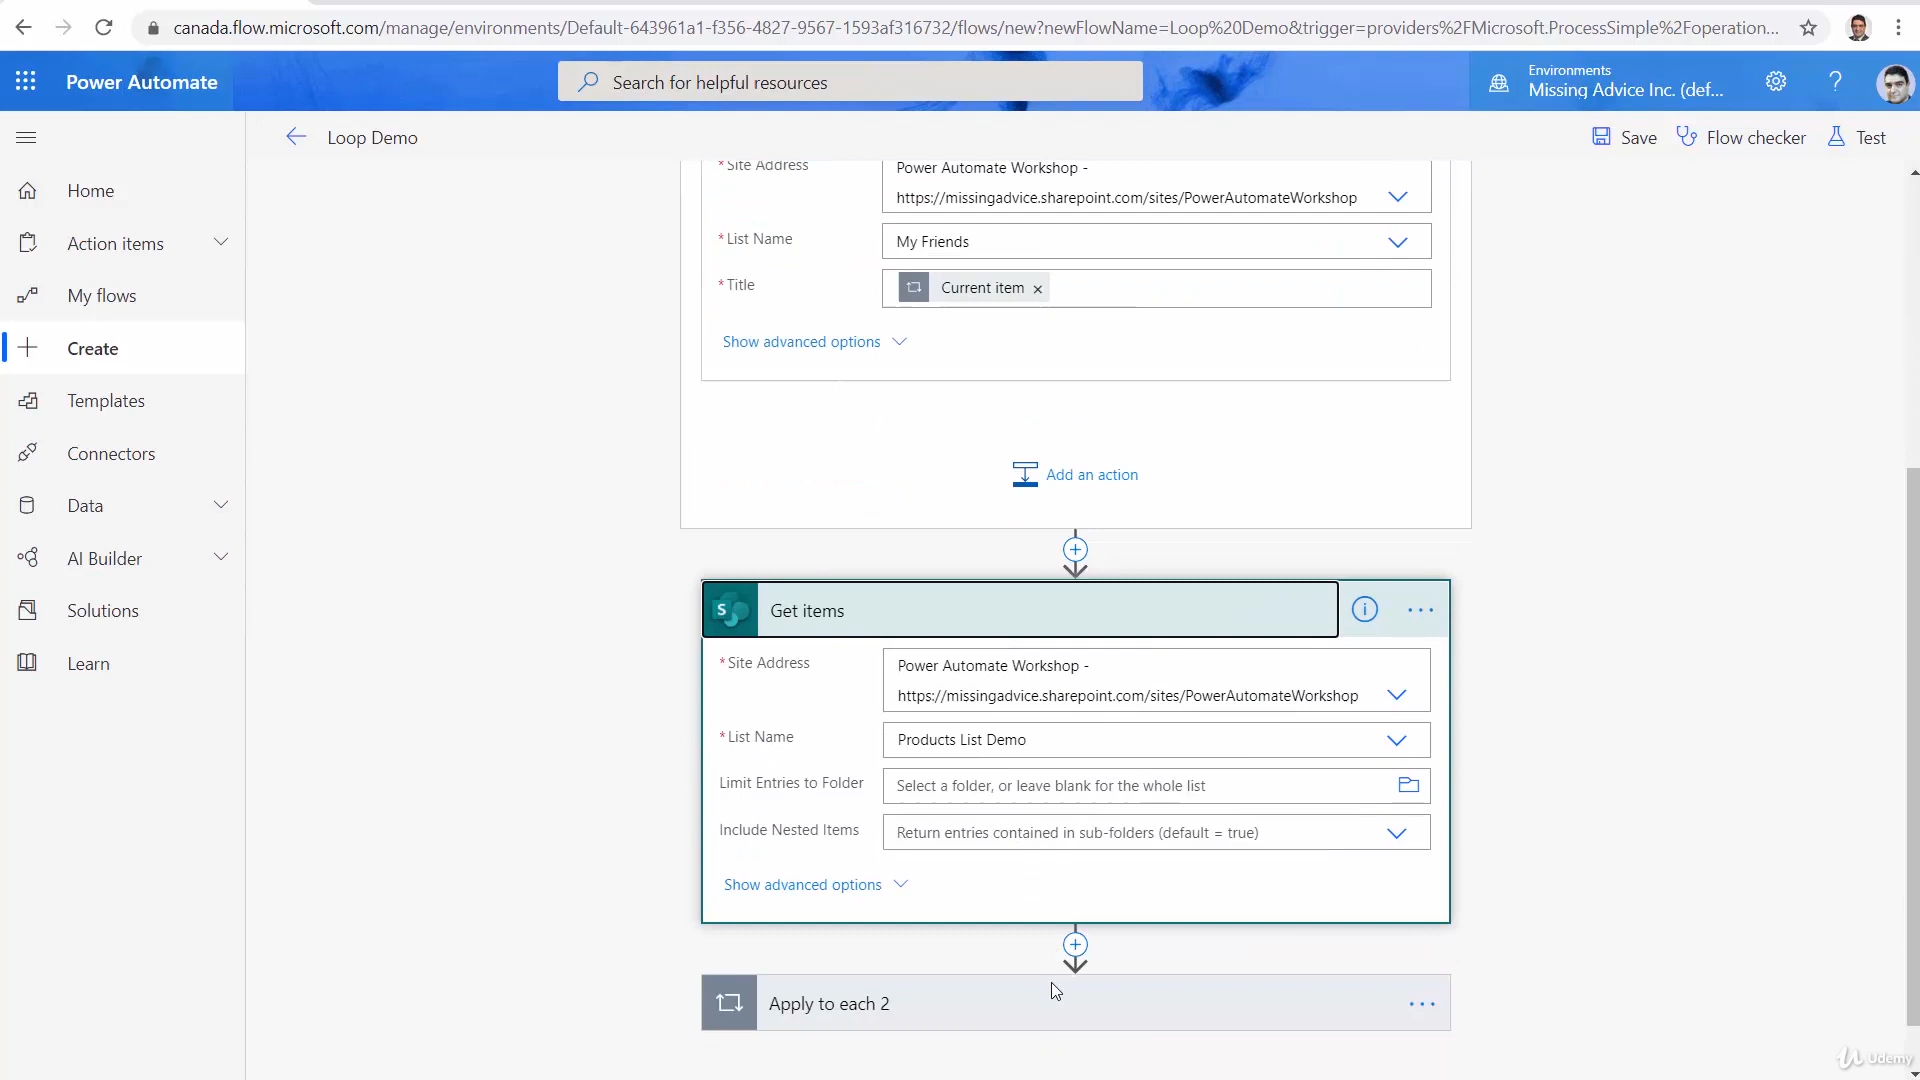 canada.flow.microsoft.com/manage/environments/Default-643961a1-f356-4827-9567-1593af316732/flows/new?newFlowName=Loop%20Demo&trigger=providers%2FMicrosoft.ProcessSimple%2Foperation...
Power Automate
Search for helpful resources
Environments
Missing Advice Inc. (def...
?
Loop Demo
Save
Flow checker
Test
Home
Action items
My flows
Create
Templates
Connectors
Data
AI Builder
Solutions
Learn
* Site Address
Power Automate Workshop -
https://missingadvice.sharepoint.com/sites/PowerAutomateWorkshop
* List Name
My Friends
* Title
Current item ×
Show advanced options
Add an action
S
Get items
i
...
* Site Address
Power Automate Workshop -
https://missingadvice.sharepoint.com/sites/PowerAutomateWorkshop
* List Name
Products List Demo
Limit Entries to Folder
Select a folder, or leave blank for the whole list
Include Nested Items
Return entries contained in sub-folders (default = true)
Show advanced options
Apply to each 2
...
Udemy